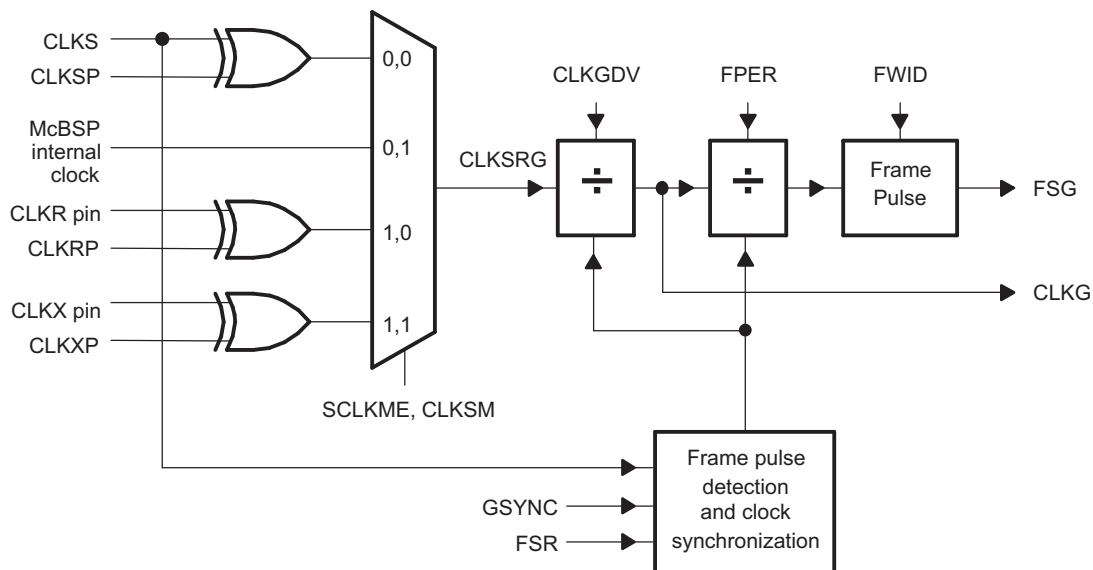 CLKS
CLKSP
McBSP
internal
clock
CLKR pin
CLKRP
CLKX pin
CLKXP
0,0
0,1
1,0
1,1
SCLKME, CLKSM
CLKSRG
CLKGDV
÷
FPER
÷
FWID
Frame
Pulse
FSG
CLKG
GSYNC
FSR
Frame pulse
detection
and clock
synchronization